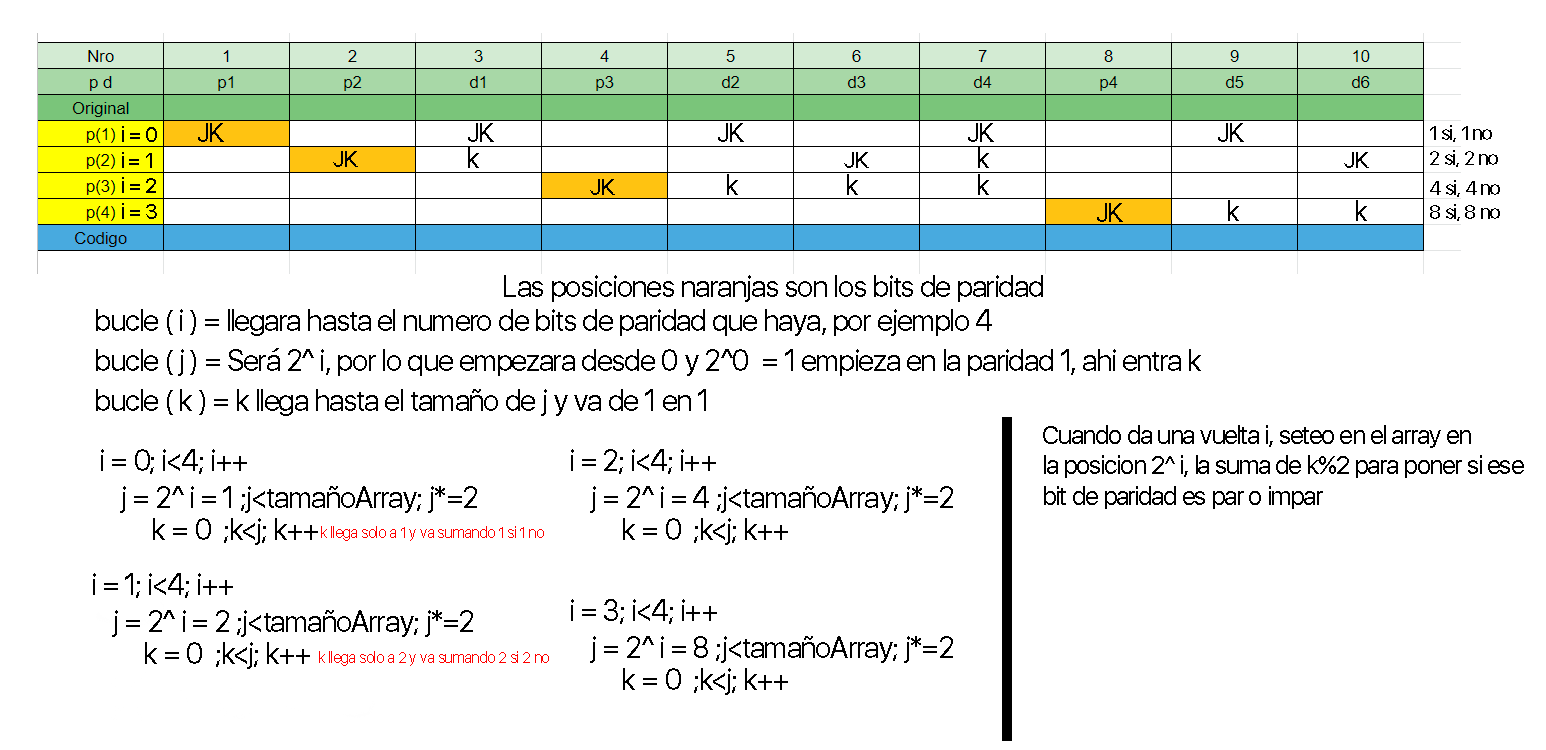 Nro 1 2 3 4 5 6 7 8 9 10
p d p1 p2 d1 p3 d2 d3 d4 p4 d5 d6
Original
p(1) i = 0 JK JK JK JK JK 1 si, 1 no
p(2) i = 1 JK k JK k JK 2 si, 2 no
p(3) i = 2 JK k k k 4 si, 4 no
p(4) i = 3 JK k k 8 si, 8 no
Codigo
Las posiciones naranjas son los bits de paridad
bucle ( i ) = llegara hasta el numero de bits de paridad que haya, por ejemplo 4
bucle ( j ) = Será 2^ i, por lo que empezara desde 0 y 2^0 = 1 empieza en la paridad 1, ahi entra k
bucle ( k ) = k llega hasta el tamaño de j y va de 1 en 1
i = 0; i<4; i++
j = 2^ i = 1 ;j<tamañoArray; j*=2
k = 0 ;k<j; k++ k llega solo a 1 y va sumando 1 si 1 no
i = 1; i<4; i++
j = 2^ i = 2 ;j<tamañoArray; j*=2
k = 0 ;k<j; k++ k llega solo a 2 y va sumando 2 si 2 no
i = 2; i<4; i++
j = 2^ i = 4 ;j<tamañoArray; j*=2
k = 0 ;k<j; k++
i = 3; i<4; i++
j = 2^ i = 8 ;j<tamañoArray; j*=2
k = 0 ;k<j; k++
Cuando da una vuelta i, seteo en el array en
la posicion 2^ i, la suma de k%2 para poner si ese
bit de paridad es par o impar